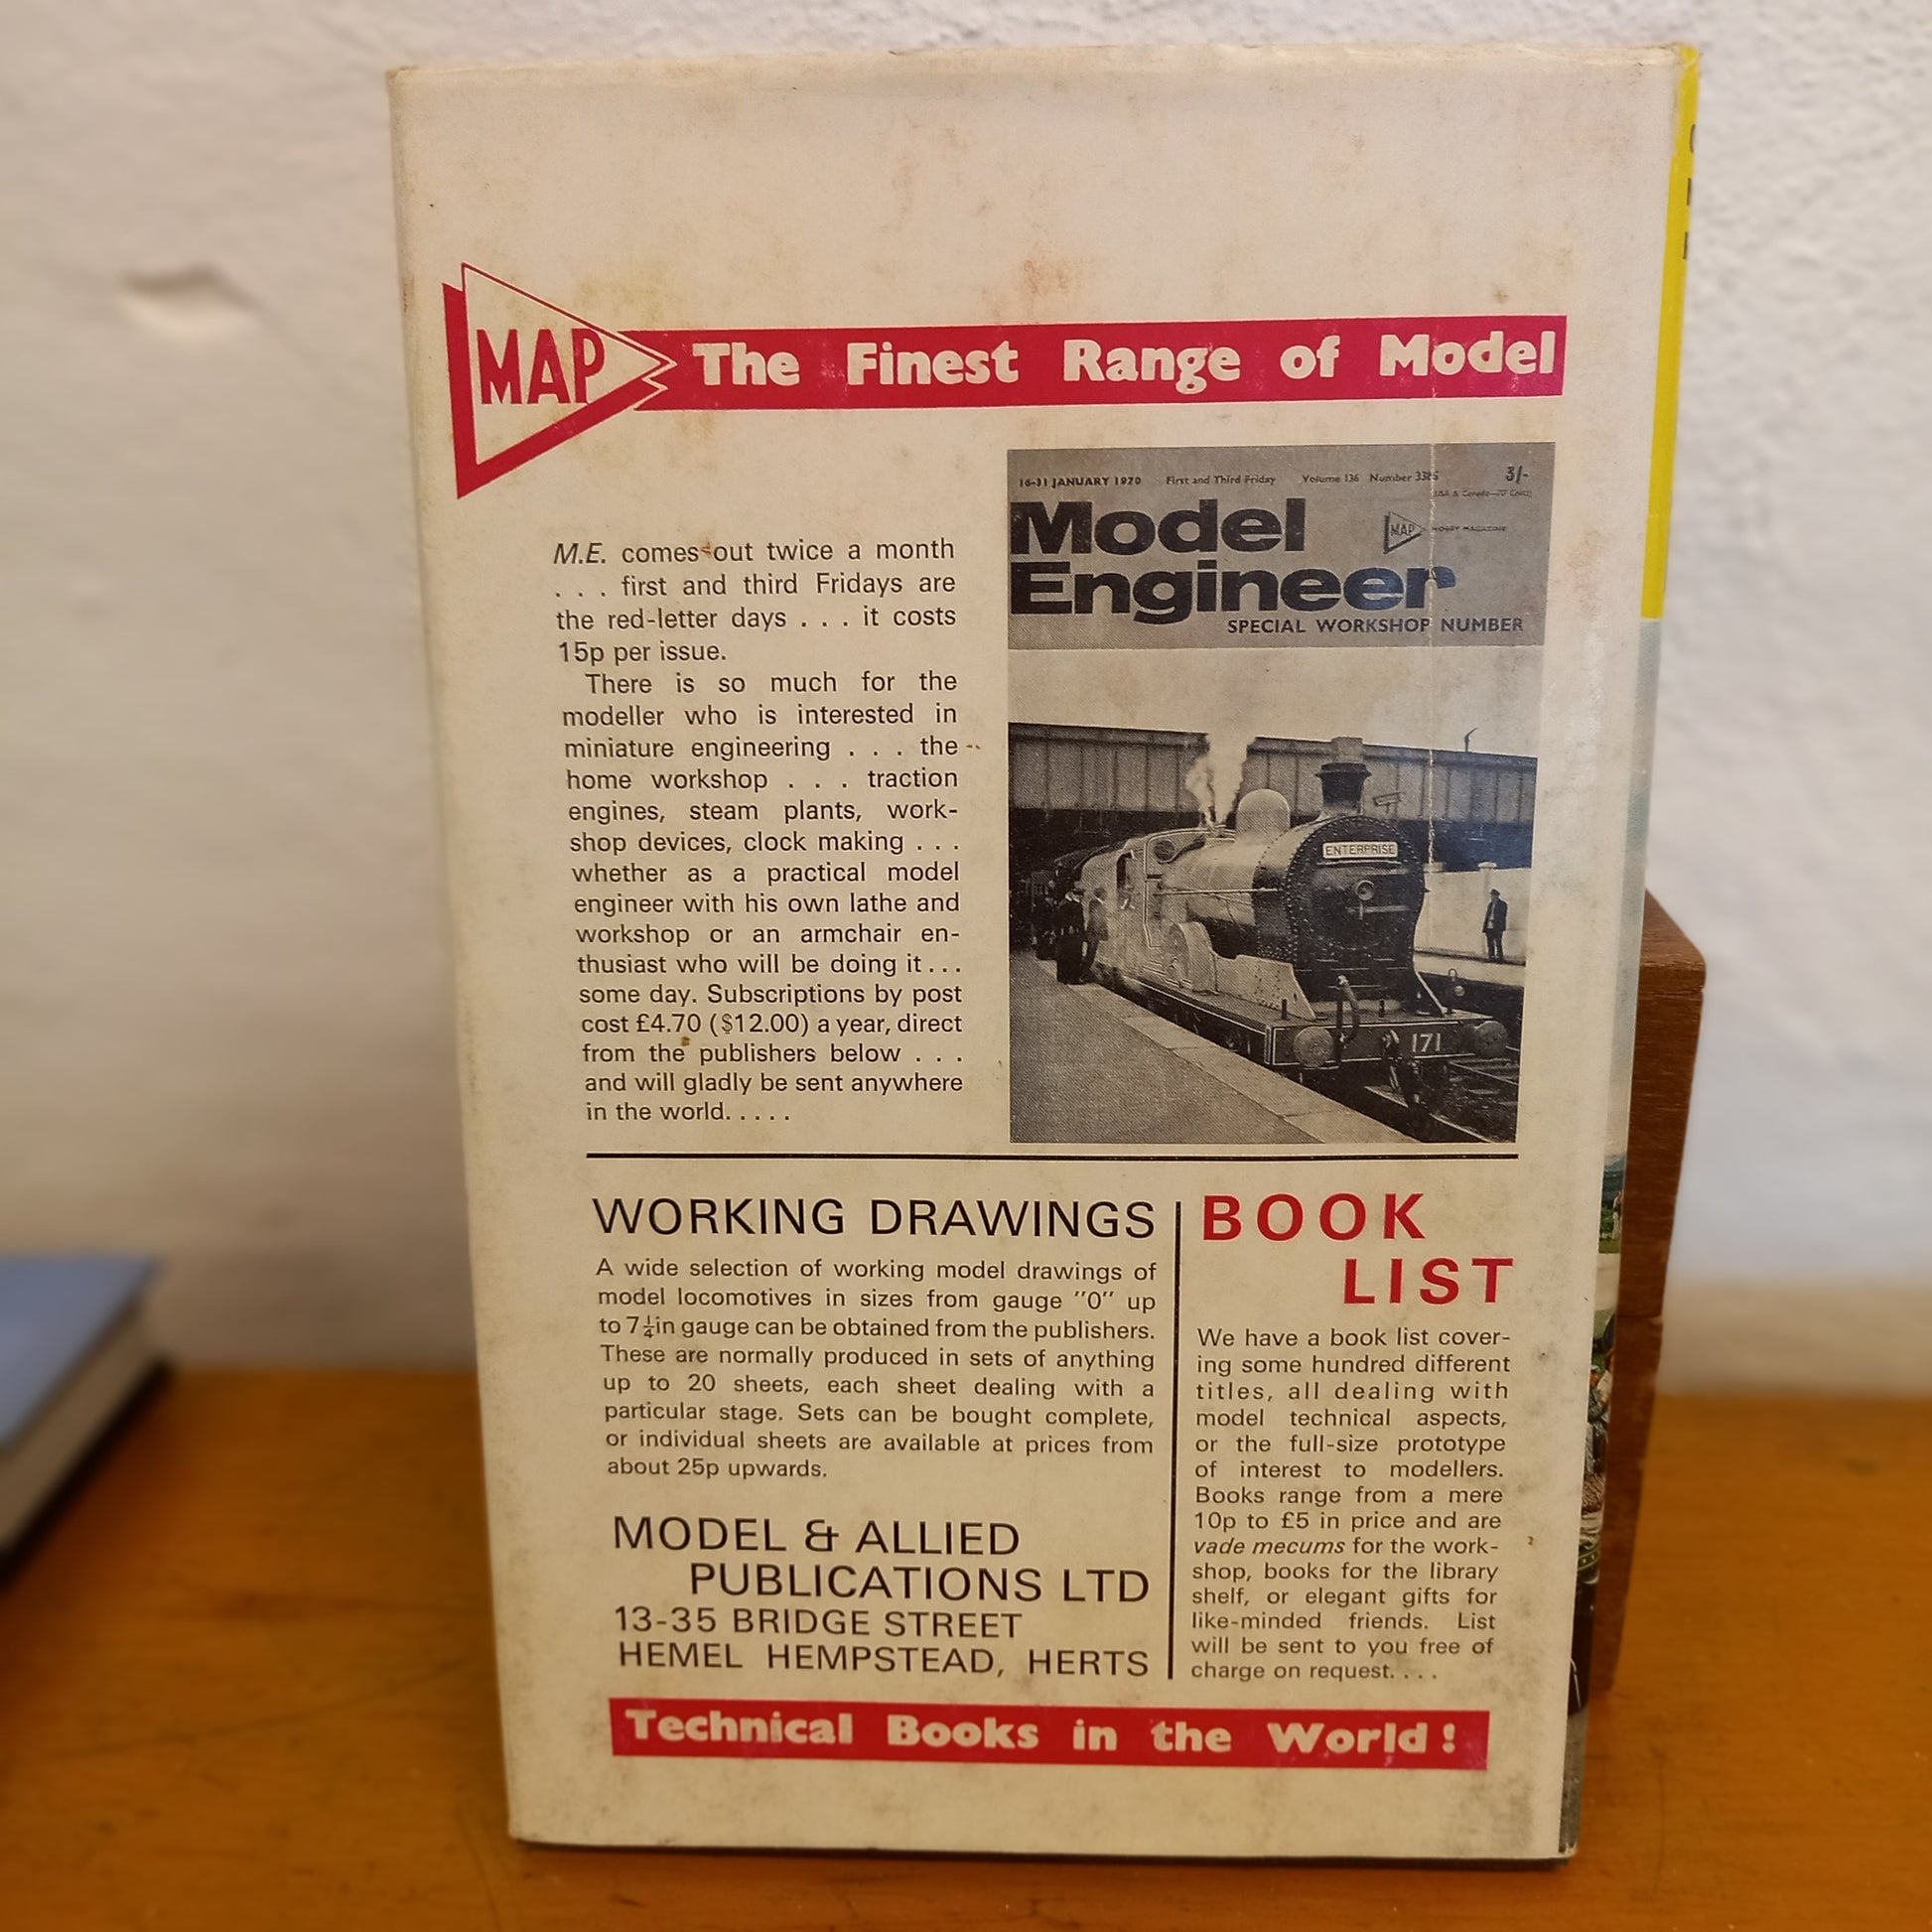 MAP
The Finest Range of Model
M.E. comes out twice a month
. . . first and third Fridays are
the red-letter days . . . it costs
15p per issue.
There is so much for the
modeller who is interested in
miniature engineering . . . the
home workshop . . . traction
engines, steam plants, work-
shop devices, clock making . . .
whether as a practical model
engineer with his own lathe and
workshop or an armchair en-
thusiast who will be doing it...
some day. Subscriptions by post
cost £4.70 ($12.00) a year, direct
from the publishers below . . .
and will gladly be sent anywhere
in the world. . . . .
16-31 JANUARY 1970 First and Third Friday Volume 136 Number 3385 3/-
Model
MAP HOBBY MAGAZINE
Engineer
SPECIAL WORKSHOP NUMBER
ENTERPRISE
171
WORKING DRAWINGS
A wide selection of working model drawings of
model locomotives in sizes from gauge "0" up
to 7¼in gauge can be obtained from the publishers.
These are normally produced in sets of anything
up to 20 sheets, each sheet dealing with a
particular stage. Sets can be bought complete,
or individual sheets are available at prices from
about 25p upwards.
MODEL & ALLIED
PUBLICATIONS LTD
13-35 BRIDGE STREET
HEMEL HEMPSTEAD, HERTS
BOOK
LIST
We have a book list cover-
ing some hundred different
titles, all dealing with
model technical aspects,
or the full-size prototype
of interest to modellers.
Books range from a mere
10p to £5 in price and are
vade mecums for the work-
shop, books for the library
shelf, or elegant gifts for
like-minded friends. List
will be sent to you free of
charge on request. . . .
Technical Books in the World!